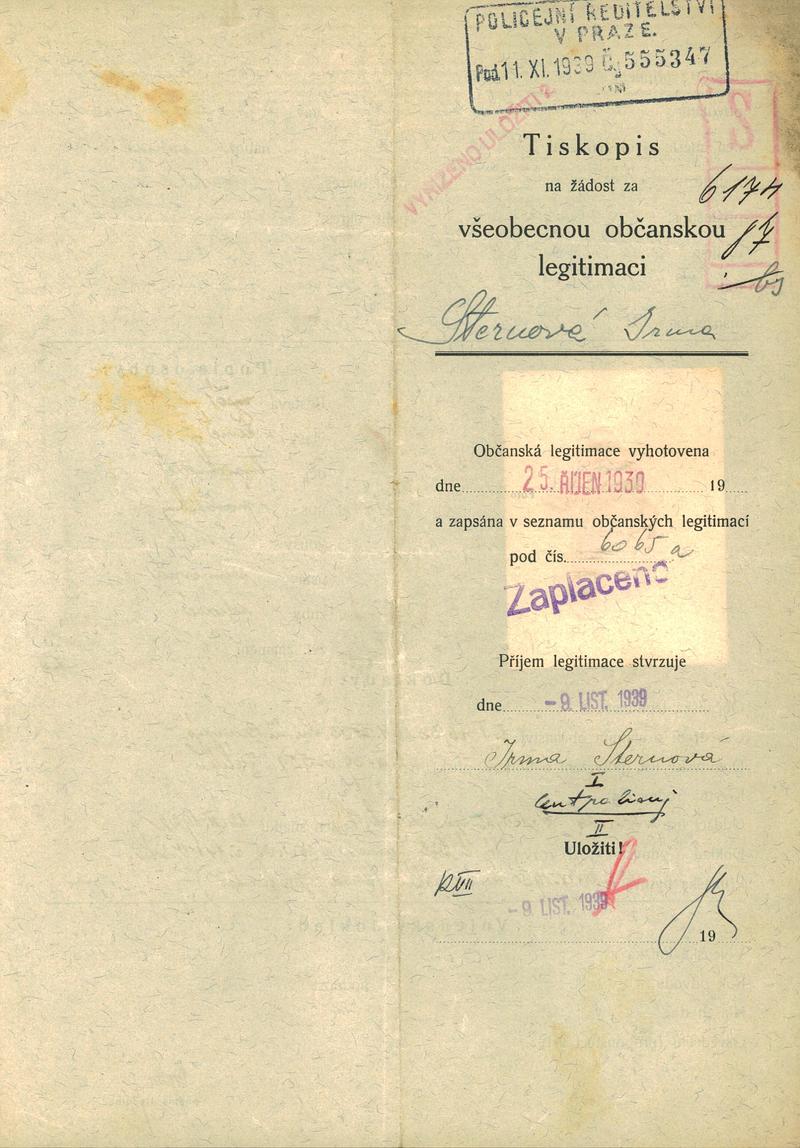 POLICEJNÍ ŘEDITELSTVÍ
V PRAZE.
Pod. 11. XI. 1939 Č. 555347
VYŘÍZENO ULOŽITI?
S
Tiskopis
na žádost za
6174
všeobecnou občanskou
legitimaci
Sternová Irma
Občanská legitimace vyhotovena
dne 25. ŘÍJEN 1939 19
a zapsána v seznamu občanských legitimací
pod čís. 6065 a
Zaplaceno
Příjem legitimace stvrzuje
dne -9. LIST. 1939
Irma Sternová
I
II
Uložiti!
-9. LIST. 1939
19